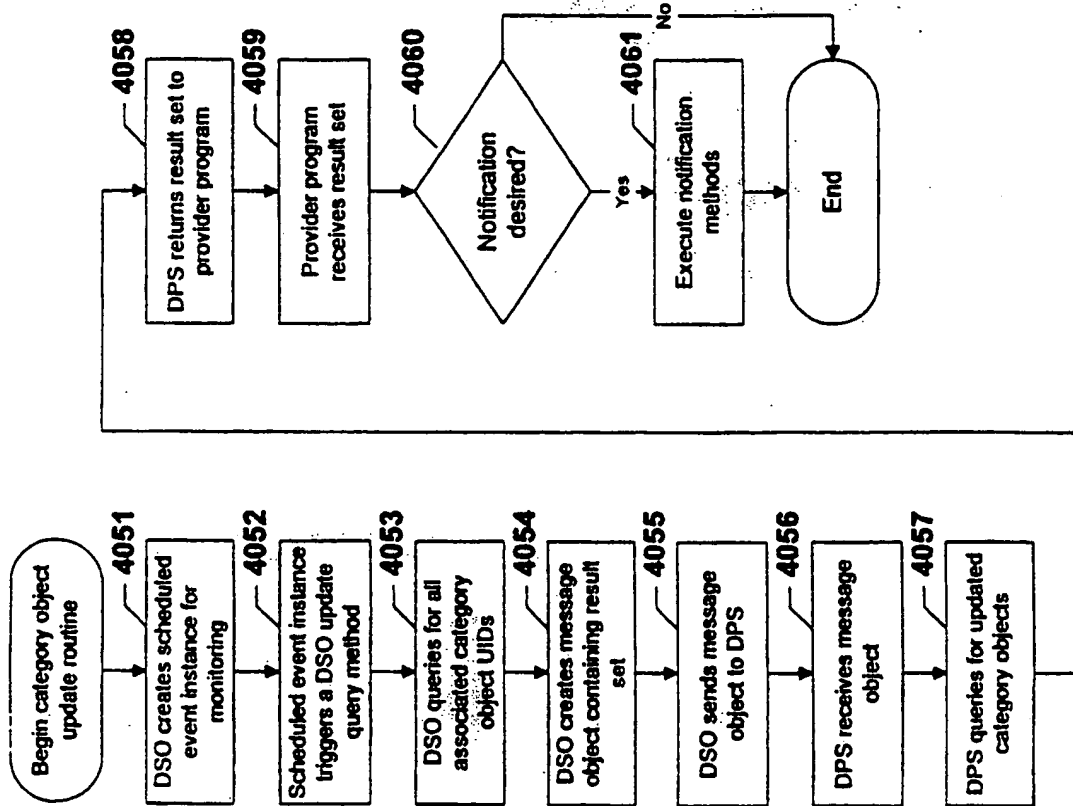 Begin category object
update routine
4051
DSO creates scheduled
event instance for
monitoring
4052
Scheduled event instance
triggers a DSO update
query method
4053
DSO queries for all
associated category
object UIDs
4054
DSO creates message
object containing result
set
4055
DSO sends message
object to DPS
4056
DPS receives message
object
4057
DPS queries for updated
category objects
4058
DPS returns result set to
provider program
4059
Provider program
receives result set
4060
Notification
desired?
No
Yes
4061
Execute notification
methods
End